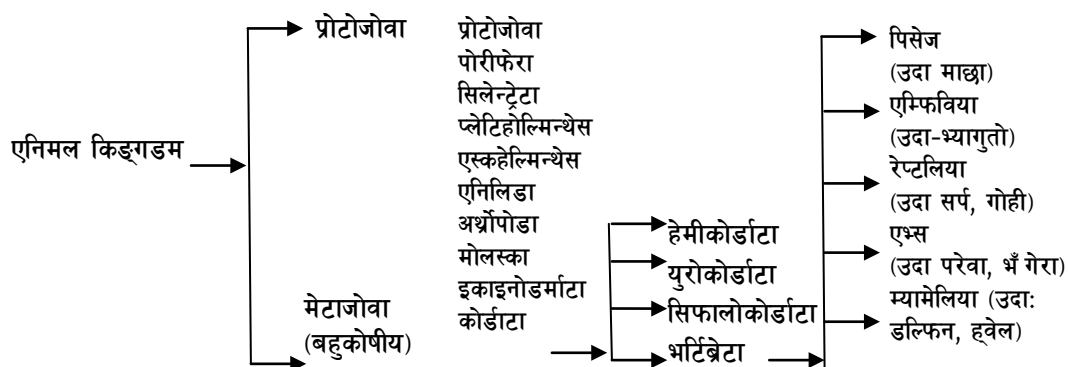 एनिमल किङ्गडम
प्रोटोजोवा
मेटाजोवा
(बहुकोषीय)
प्रोटोजोवा
पोरीफेरा
सिलेन्ट्रेटा
प्लेटिहोल्मिन्थेस
एस्कहेल्मिन्थेस
एनिलिडा
अर्थ्रोपोडा
मोलस्का
इकाइनोडर्माटा
कोर्डाटा
हेमीकोर्डाटा
युरोकोर्डाटा
सिफालोकोर्डाटा
भर्टिब्रेटा
पिसेज
(उदा माछा)
एम्फिविया
(उदा-भ्यागुतो)
रेप्टलिया
(उदा सर्प, गोही)
एभ्स
(उदा परेवा, भँगेरा)
म्यामेलिया (उदा:
डल्फिन, ह्वेल)